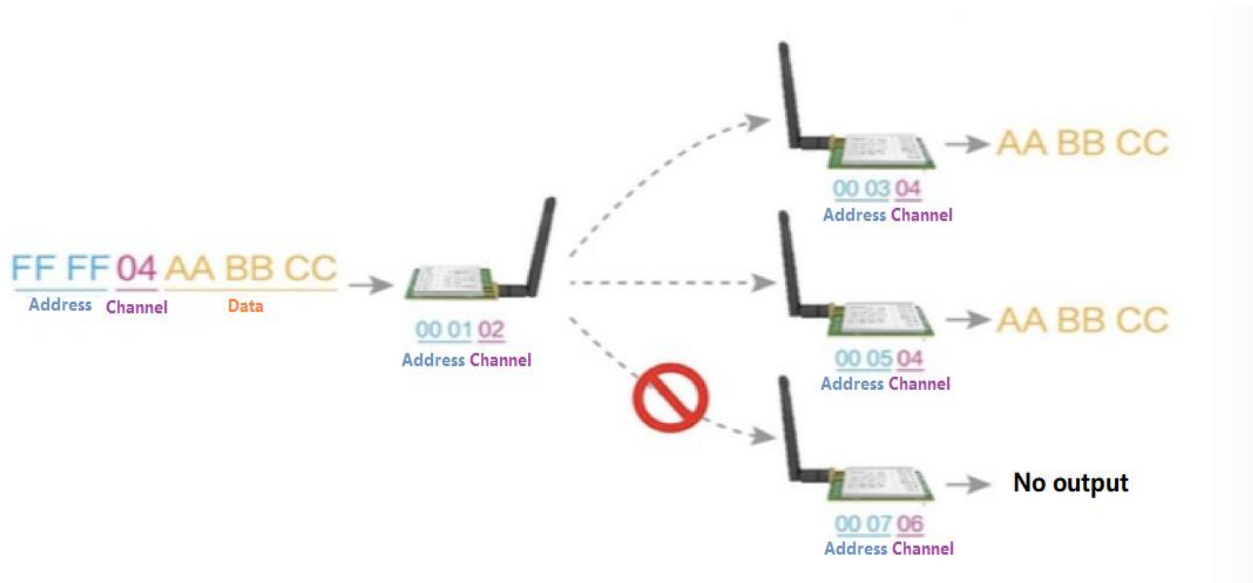 FF FF 04 AA BB CC
Address Channel Data
00 01 02
Address Channel
00 03 04
Address Channel
AA BB CC
00 05 04
Address Channel
AA BB CC
00 07 06
Address Channel
No output